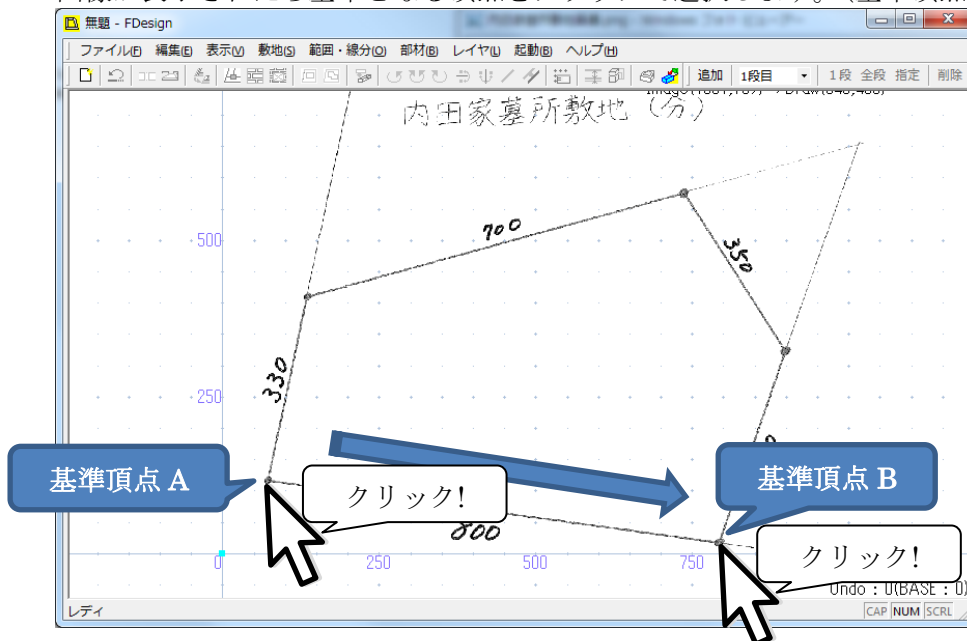 無題 - FDesign
ファイル(F) 編集(E) 表示(V) 敷地(S) 範囲・線分(O) 部材(B) レイヤ(L) 起動(B) ヘルプ(H)
追加 1段目 1段 全段 指定 削除
内田家墓所敷地(分)
700
500
350
330
250
基準頂点 A
クリック!
基準頂点 B
クリック!
0 250 500 750
Undo : 0(BASE : 0)
レディ
CAP NUM SCRL